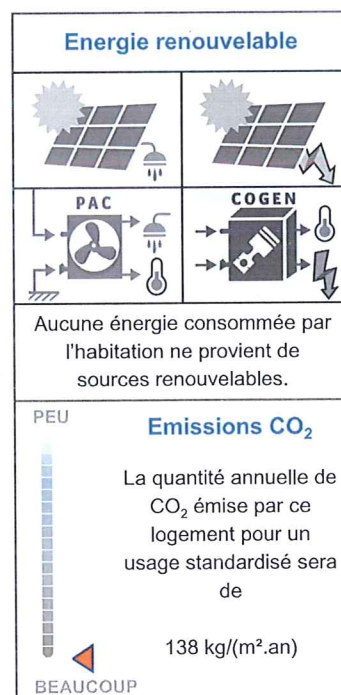 Energie renouvelable
PAC
COGEN
Aucune énergie consommée par
l'habitation ne provient de
sources renouvelables.
PEU
Emissions CO₂
La quantité annuelle de
CO₂ émise par ce
logement pour un
usage standardisé sera
de
138 kg/(m².an)
BEAUCOUP